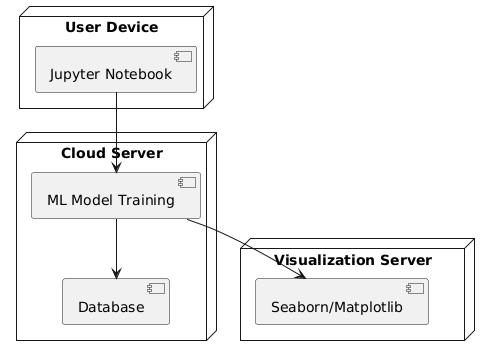 User Device
Jupyter Notebook
Cloud Server
ML Model Training
Visualization Server
Database
Seaborn/Matplotlib